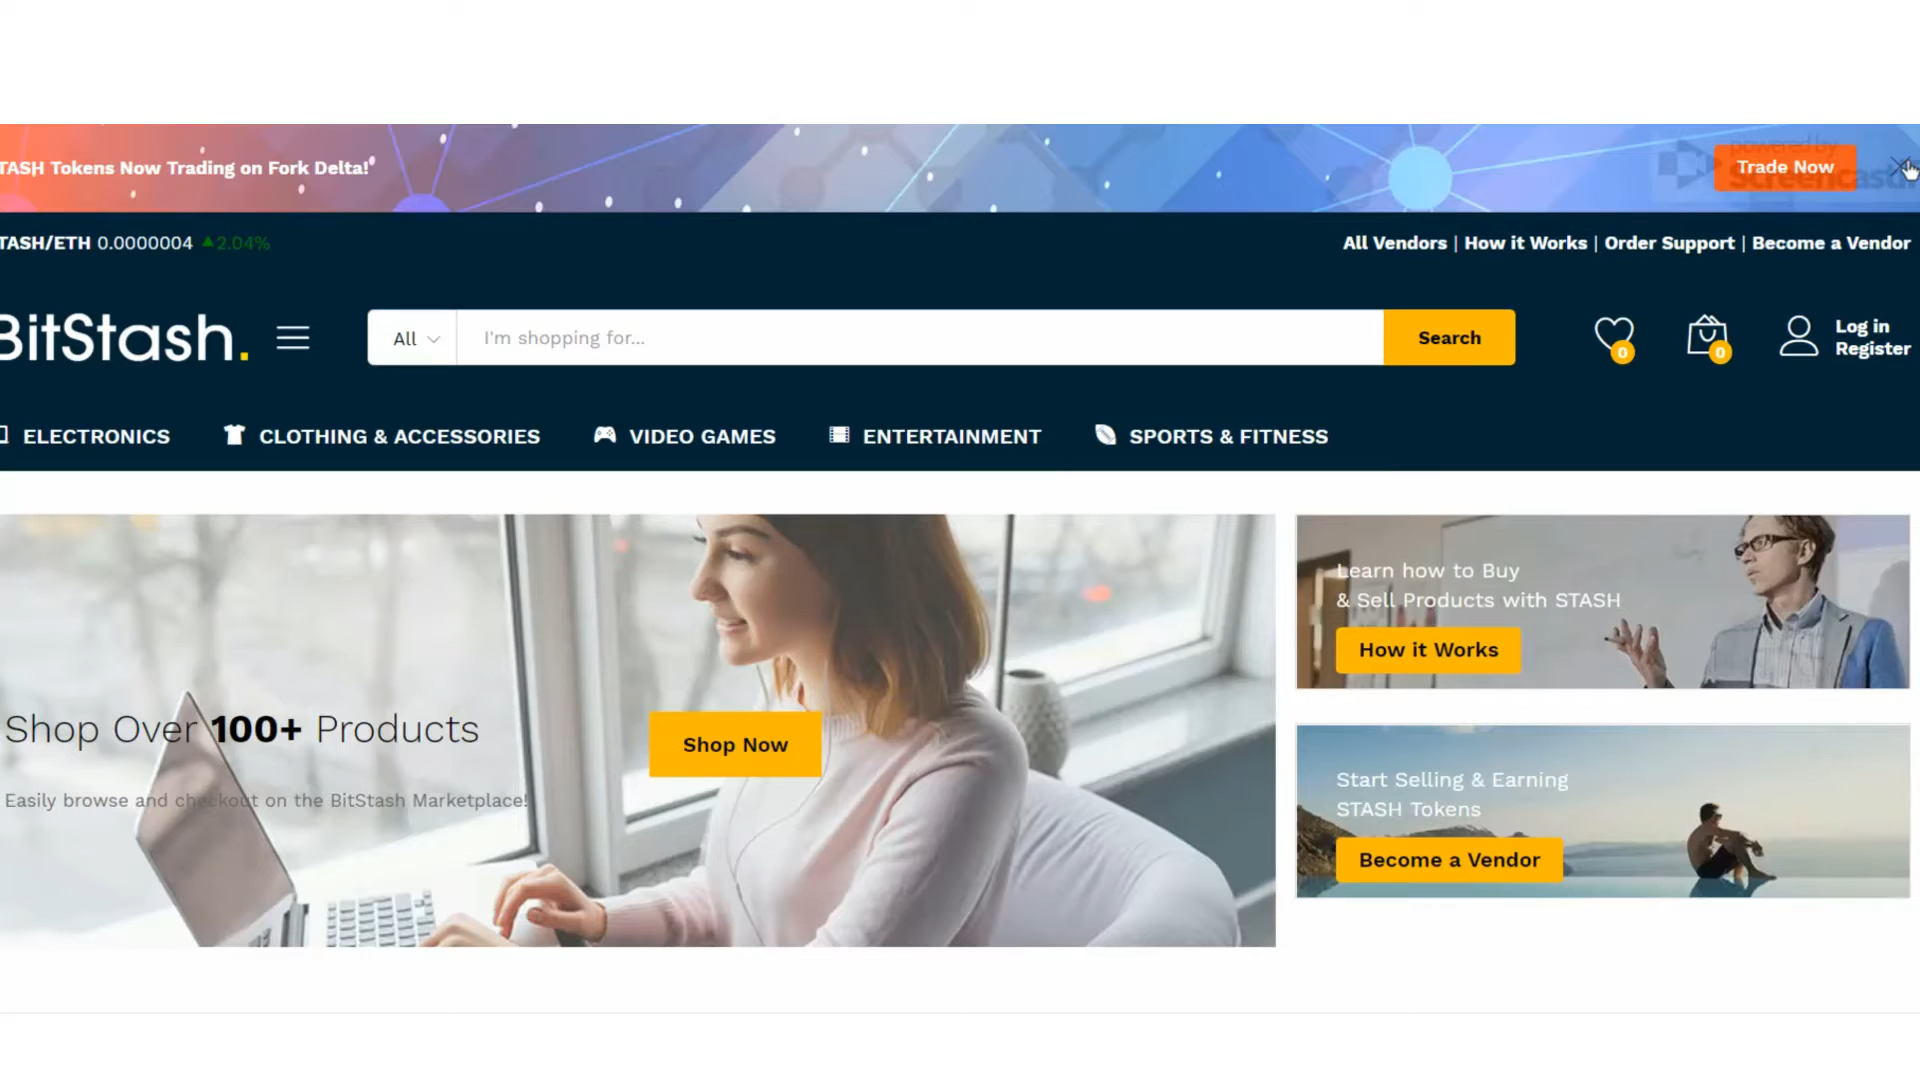 TASH Tokens Now Trading on Fork Delta!
powered by
Trade Now
TASH/ETH 0.0000004 2.04%
All Vendors | How it Works | Order Support | Become a Vendor
BitStash.
All
I'm shopping for...
Search
0
0
Log in
Register
ELECTRONICS
CLOTHING & ACCESSORIES
VIDEO GAMES
ENTERTAINMENT
SPORTS & FITNESS
Shop Over 100+ Products
Easily browse and checkout on the BitStash Marketplace!
Shop Now
Learn how to Buy
& Sell Products with STASH
How it Works
Start Selling & Earning
STASH Tokens
Become a Vendor